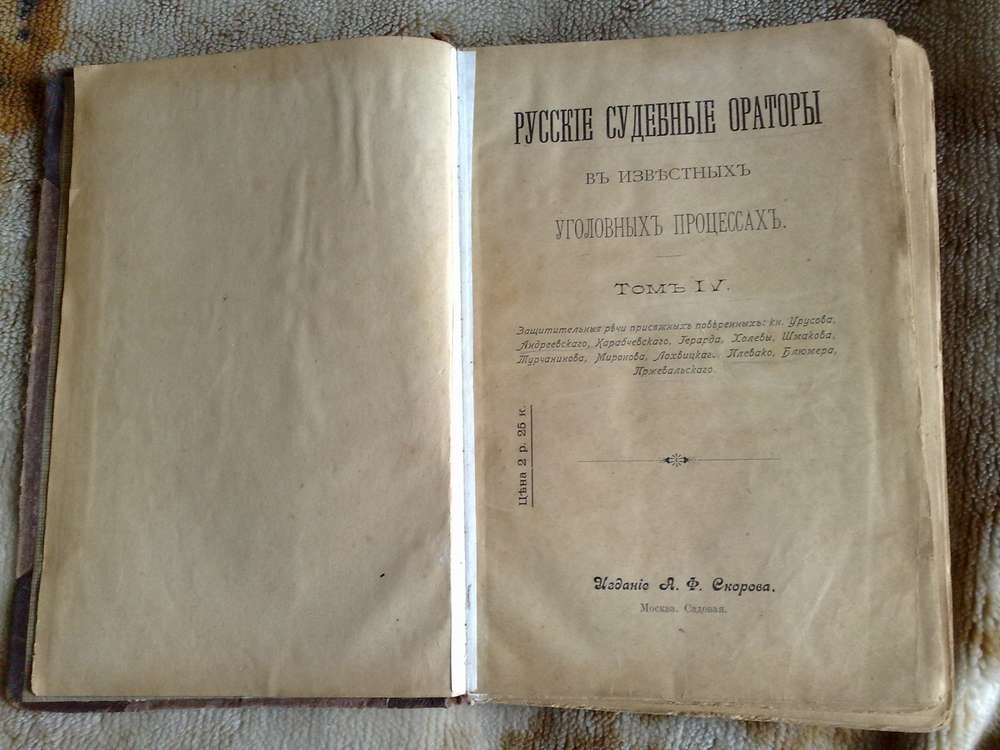 РУССКІЕ СУДЕБНЫЕ ОРАТОРЫ
ВЪ ИЗВѢСТНЫХЪ
УГОЛОВНЫХЪ ПРОЦЕССАХЪ.
Томъ IV.
Защитительныя рѣчи присяжныхъ повѣренныхъ: кн. Урусова,
Андреевскаго, Карабчевскаго, Герарда, Холевы, Шмакова,
Турчанинова, Миронова, Лохвицкаг., Плевако, Блюмера,
Пржевальскаго.
Цѣна 2 р. 25 к.
Изданіе А. Ф. Скорова.
Москва. Садовая.